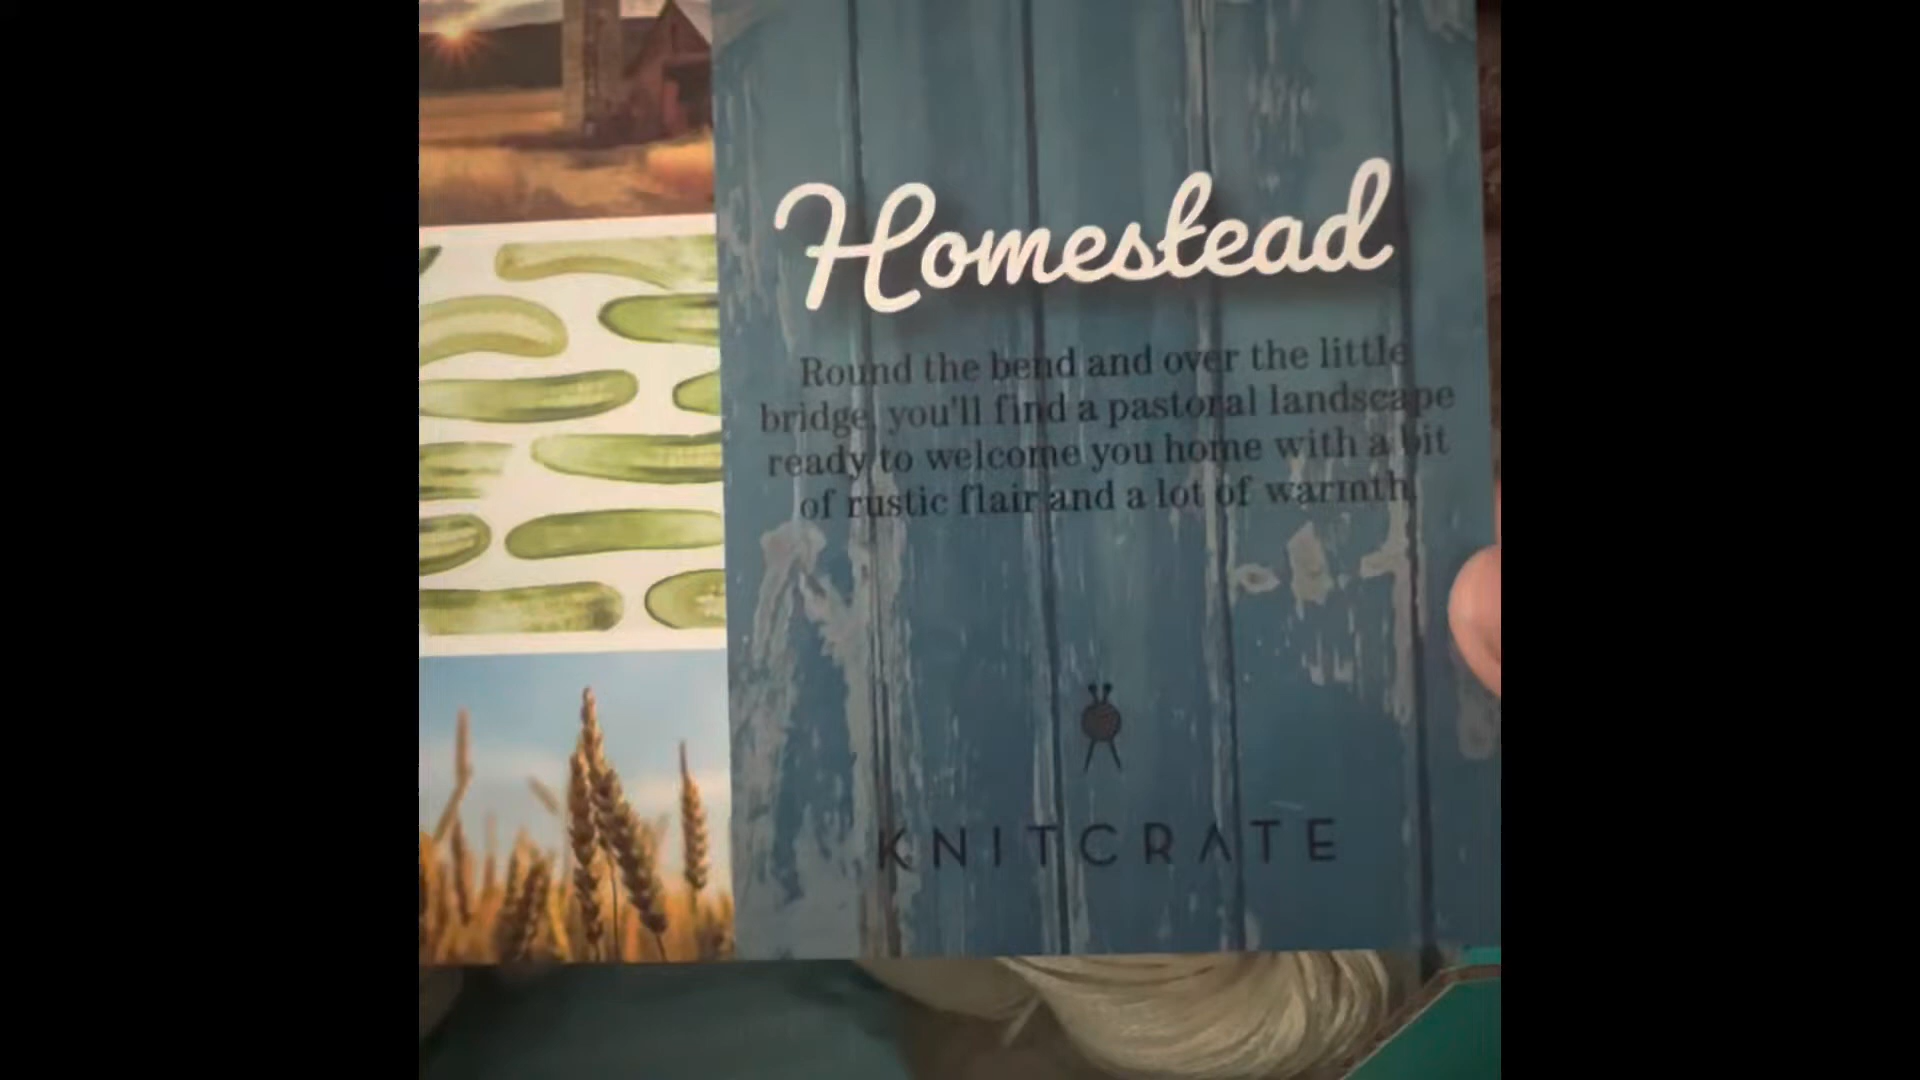 Homestead
Round the bend and over the little
bridge, you'll find a pastoral landscape
ready to welcome you home with a bit
of rustic flair and a lot of warmth.
KNITCRATE